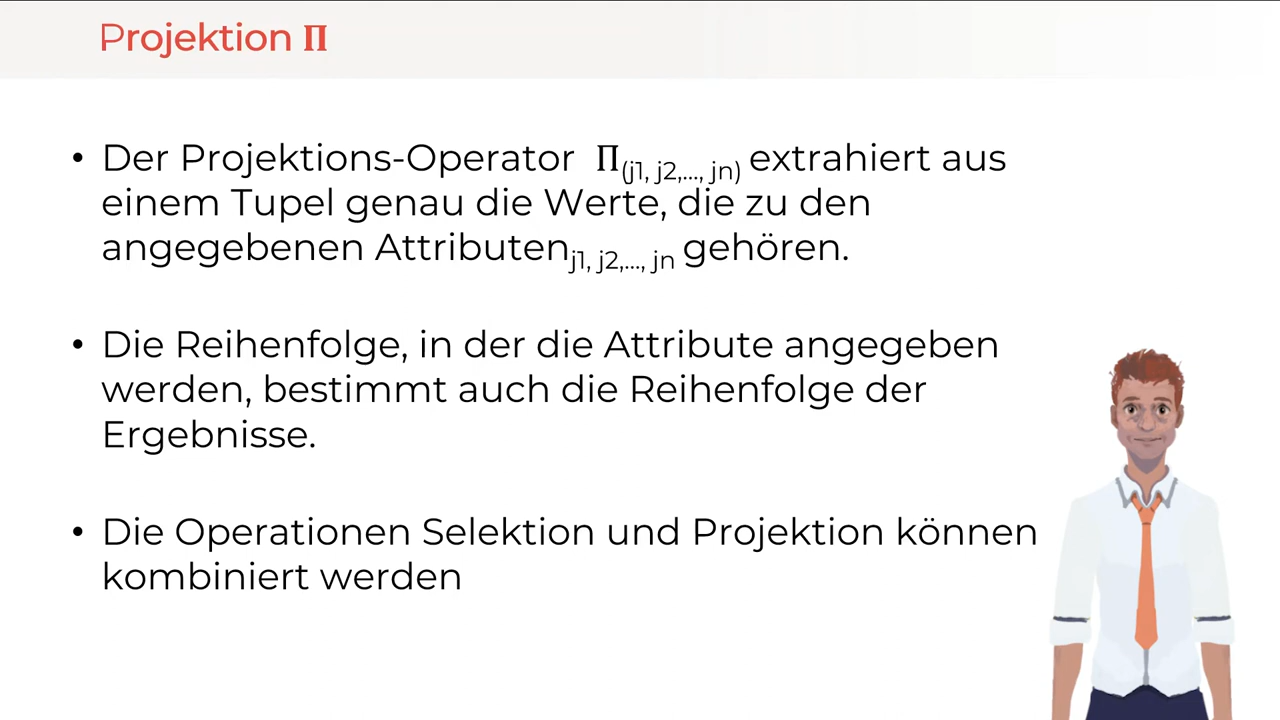 Projektion Π
• Der Projektions-Operator Π(j1, j2,..., jn) extrahiert aus
einem Tupel genau die Werte, die zu den
angegebenen Attributenj1, j2,..., jn gehören.
• Die Reihenfolge, in der die Attribute angegeben
werden, bestimmt auch die Reihenfolge der
Ergebnisse.
• Die Operationen Selektion und Projektion können
kombiniert werden